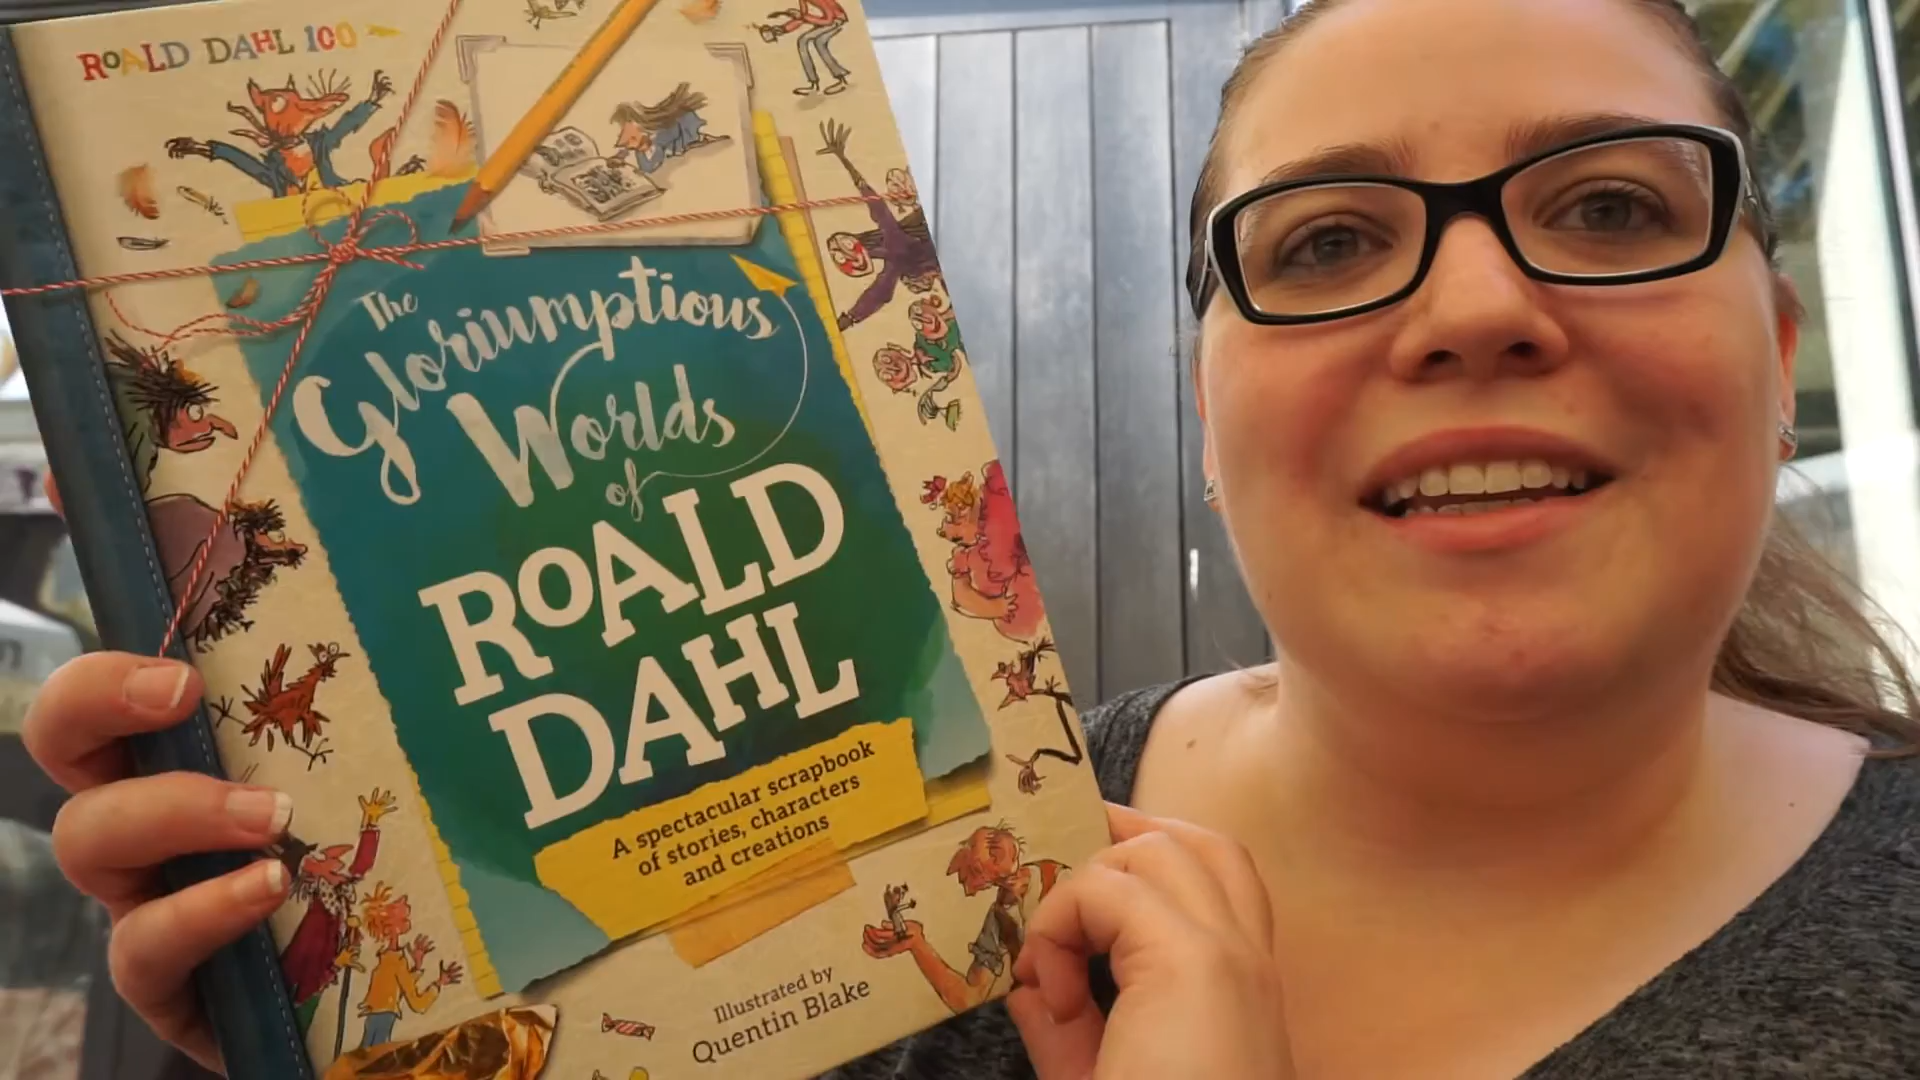 ROALD DAHL 100
The
Gloriumptious
Worlds
of
ROALD
DAHL
A spectacular scrapbook
of stories, characters
and creations
Illustrated by
Quentin Blake